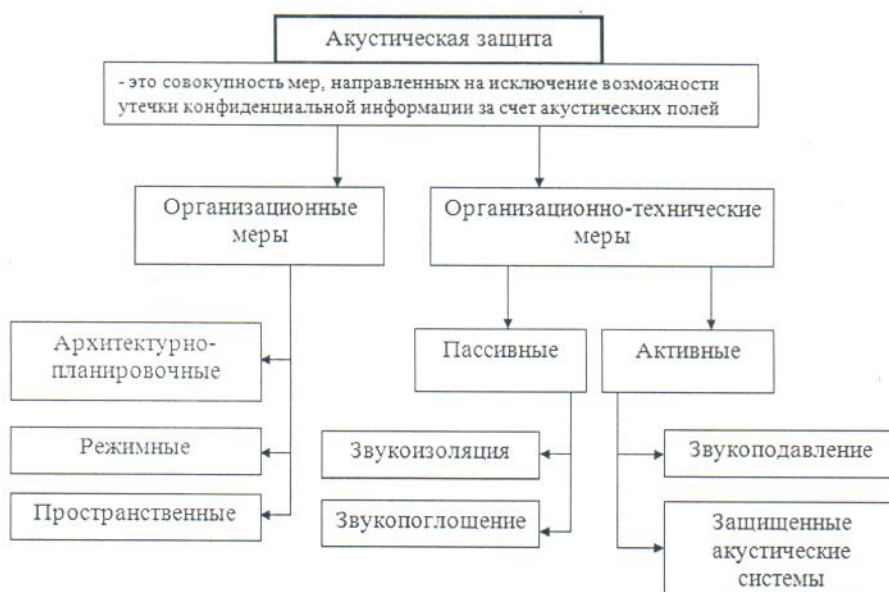 Акустическая защита
- это совокупность мер, направленных на исключение возможности
утечки конфиденциальной информации за счет акустических полей
Организационные
меры
Организационно-технические
меры
Архитектурно-
планировочные
Пассивные
Активные
Режимные
Звукоизоляция
Звукоподавление
Пространственные
Звукопоглощение
Защищенные
акустические
системы